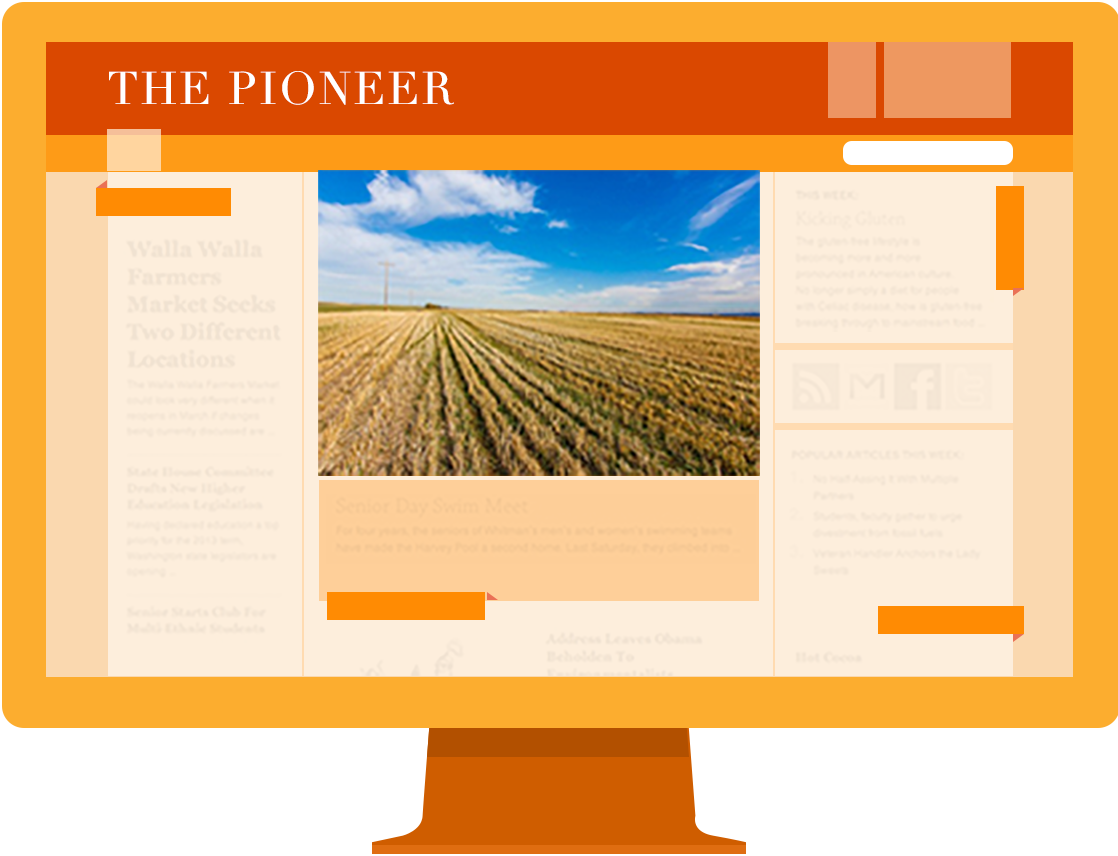 THE PIONEER
Walla Walla
Farmers
Market Seeks
Two Different
Locations
The Walla Walla Farmers Market
could look very different when it
reopens in March if changes
being currently discussed are ...
State House Committee
Drafts New Higher
Education Legislation
Having declared education a top
priority for the 2013 term,
Washington state legislators are
opening ...
Senior Starts Club For
Multi-Ethnic Students
Senior Day Swim Meet
For four years, the seniors of Whitman's men's and women's swimming teams
have made the Harvey Pool a second home. Last Saturday, they climbed into ...
Address Leaves Obama
Beholden To
Environmentalists
THIS WEEK:
Kicking Gluten
The gluten-free lifestyle is
becoming more and more
pronounced in American culture.
No longer simply a diet for people
with Celiac disease, how is gluten-free
breaking through to mainstream food ...
POPULAR ARTICLES THIS WEEK:
No Half-Assing It With Multiple
Partners
Students, faculty gather to urge
divestment from fossil fuels
Veteran Handler Anchors the Lady
Sweets
Hot Cocoa